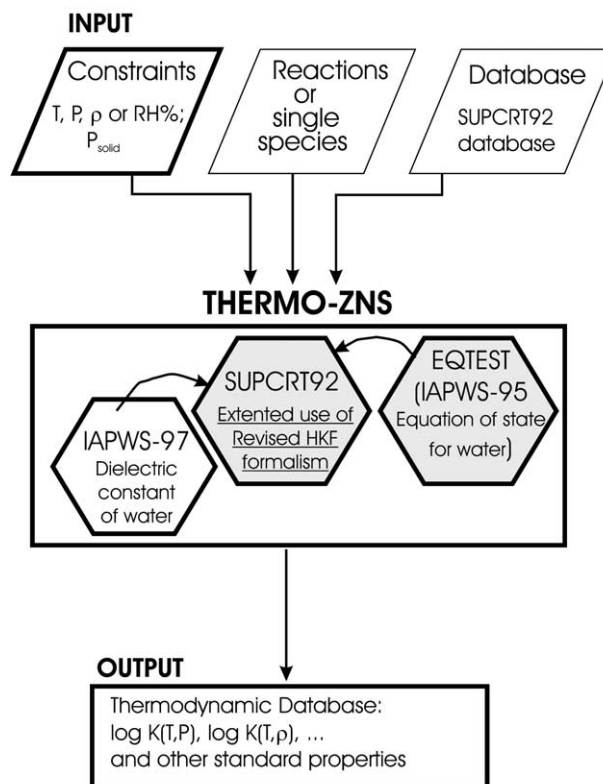 INPUT
Constraints
T, P, ρ or RH%;
Psolid
Reactions
or
single
species
Database
SUPCRT92
database
THERMO-ZNS
IAPWS-97
Dielectric
constant
of water
SUPCRT92
Extented use of
Revised HKF
formalism
EQTEST
(IAPWS-95
Equation of state
for water)
OUTPUT
Thermodynamic Database:
log K(T,P), log K(T,ρ), ...
and other standard properties